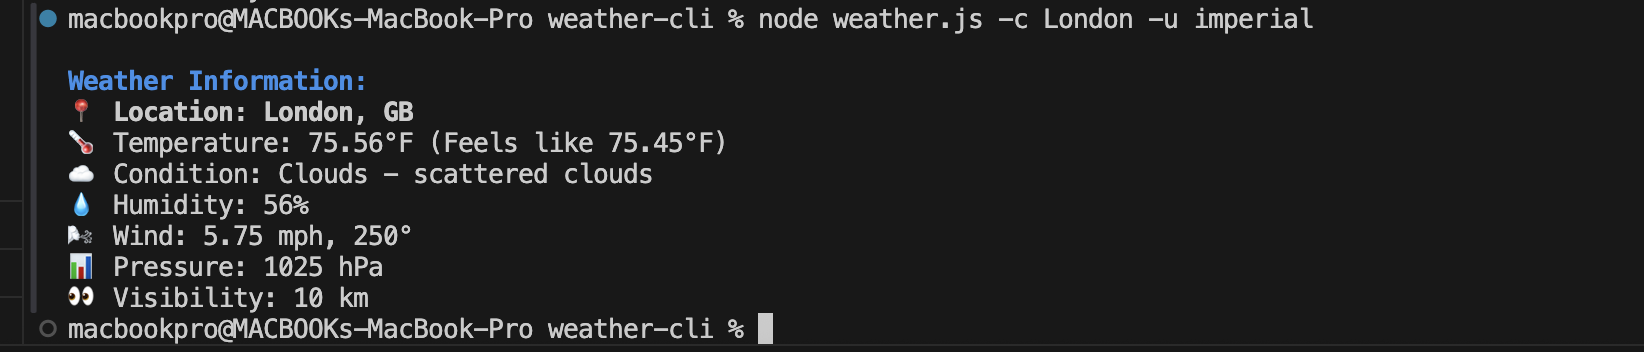 macbookpro@MACBOOKs-MacBook-Pro weather-cli % node weather.js -c London -u imperial
Weather Information:
📍 Location: London, GB
🌡️ Temperature: 75.56°F (Feels like 75.45°F)
☁️ Condition: Clouds - scattered clouds
💧 Humidity: 56%
🌬️ Wind: 5.75 mph, 250°
📊 Pressure: 1025 hPa
👀 Visibility: 10 km
macbookpro@MACBOOKs-MacBook-Pro weather-cli %